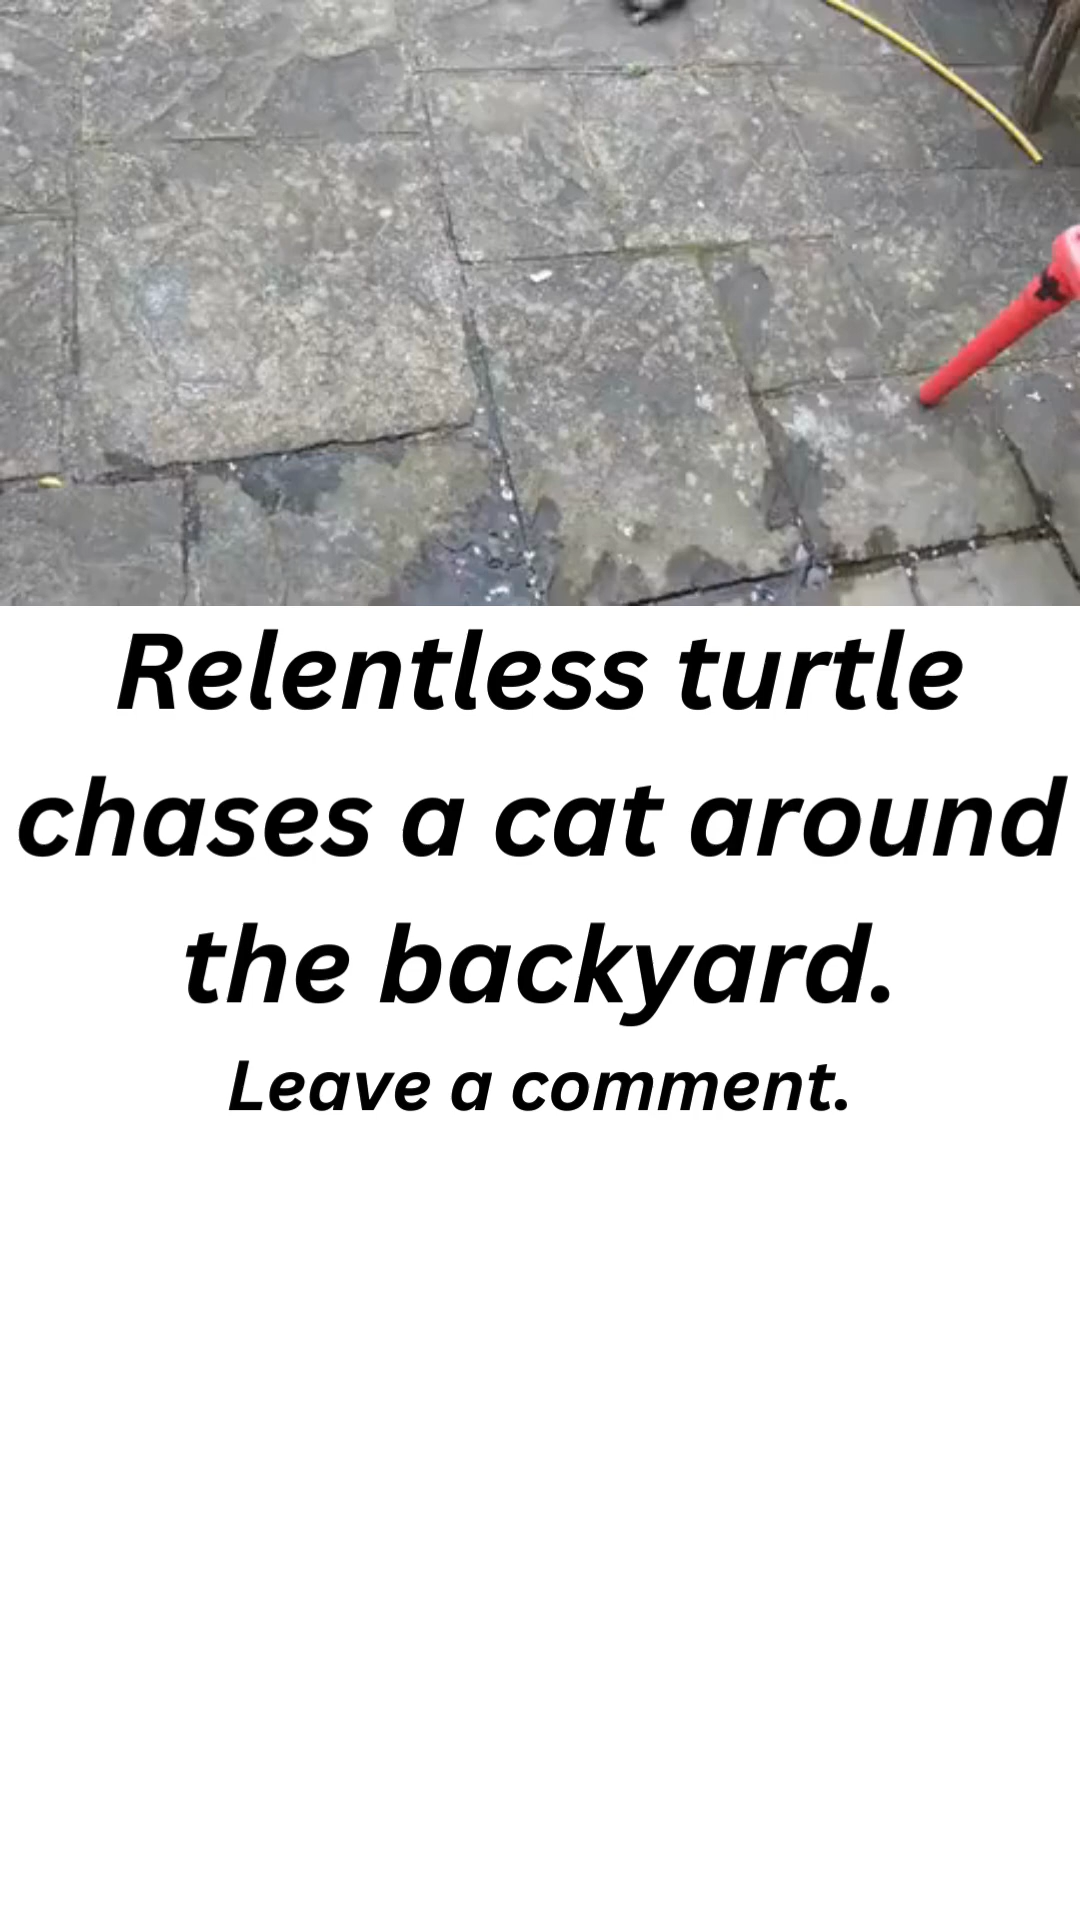 Relentless turtle
chases a cat around
the backyard.
Leave a comment.